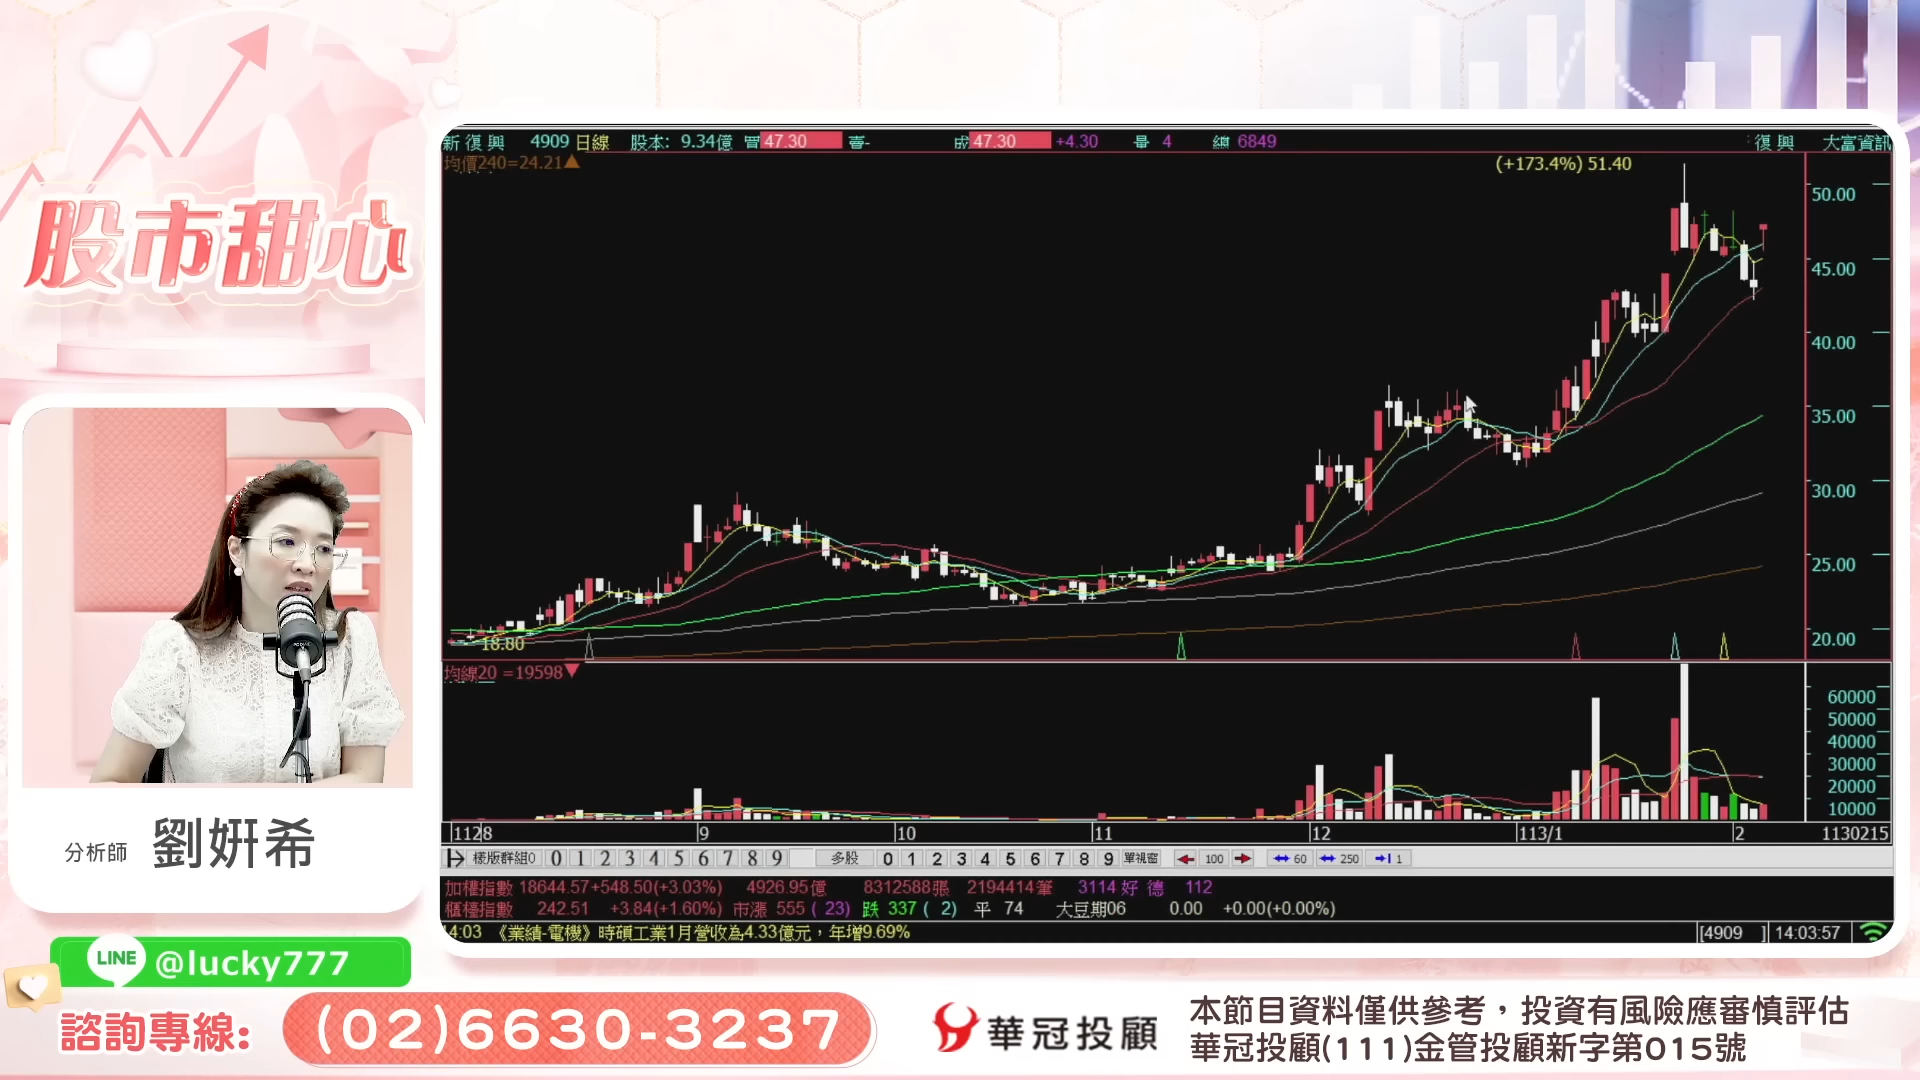 股市甜心
分析師 劉妍希
LINE @lucky777
諮詢專線: (02)6630-3237
華冠投顧
本節目資料僅供參考，投資有風險應審慎評估
華冠投顧(111)金管投顧新字第015號
新復興 4909 日線 股本: 9.34億 買 47.30 賣- 成 47.30 +4.30 量 4 總 6849 復興 大富資訊
均價240=24.21▲
(+173.4%) 51.40
50.00
45.00
40.00
35.00
30.00
25.00
20.00
18.80
均線20 =19598▼
60000
50000
40000
30000
20000
10000
1128 9 10 11 12 113/1 2 1130215
樣版群組0 0 1 2 3 4 5 6 7 8 9 多股 0 1 2 3 4 5 6 7 8 9 單視窗 100 60 250 1
加權指數 18644.57+548.50(+3.03%) 4926.95億 8312588張 2194414筆 3114 好德 112
櫃檯指數 242.51 +3.84(+1.60%) 市漲 555 ( 23) 跌 337 ( 2) 平 74 大豆期06 0.00 +0.00(+0.00%)
14:03 《業績-電機》時碩工業1月營收為4.33億元，年增9.69% [4909 ] 14:03:57